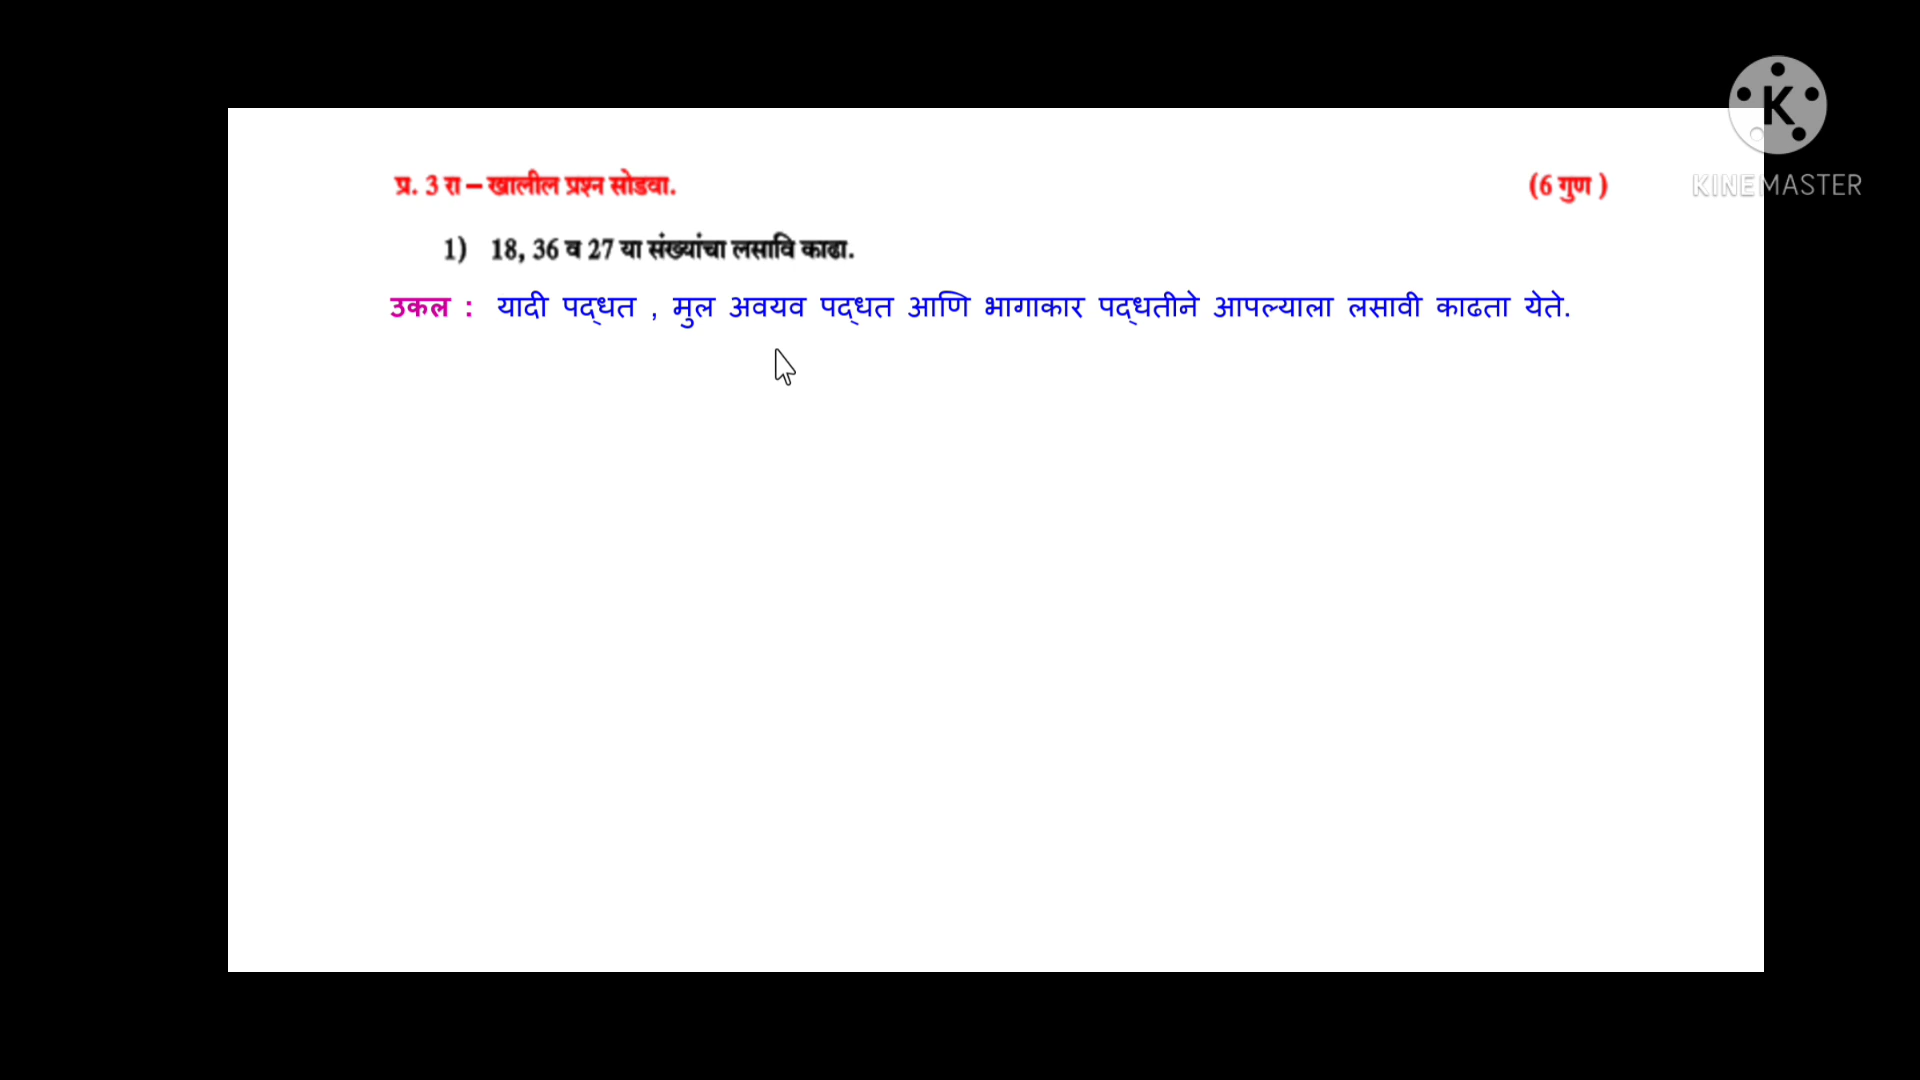 KINEMASTER
प्र. 3 रा – खालील प्रश्न सोडवा. (6 गुण )
1) 18, 36 व 27 या संख्यांचा लसावि काढा.
उकल : यादी पद्धत , मुल अवयव पद्धत आणि भागाकार पद्धतीने आपल्याला लसावी काढता येते.